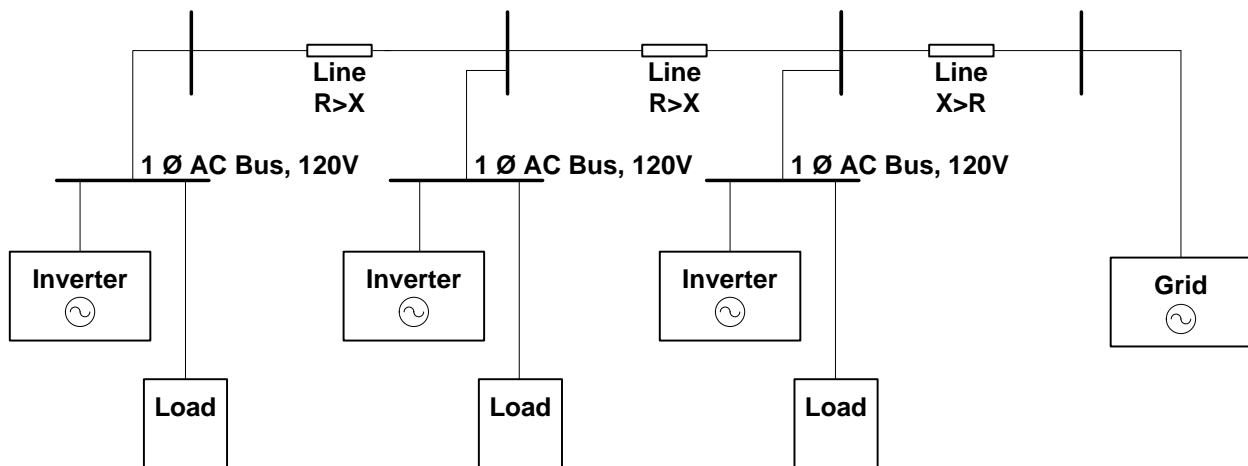 Line
R>X
Line
R>X
Line
X>R
1 Ø AC Bus, 120V
1 Ø AC Bus, 120V
1 Ø AC Bus, 120V
Inverter
Inverter
Inverter
Grid
Load
Load
Load